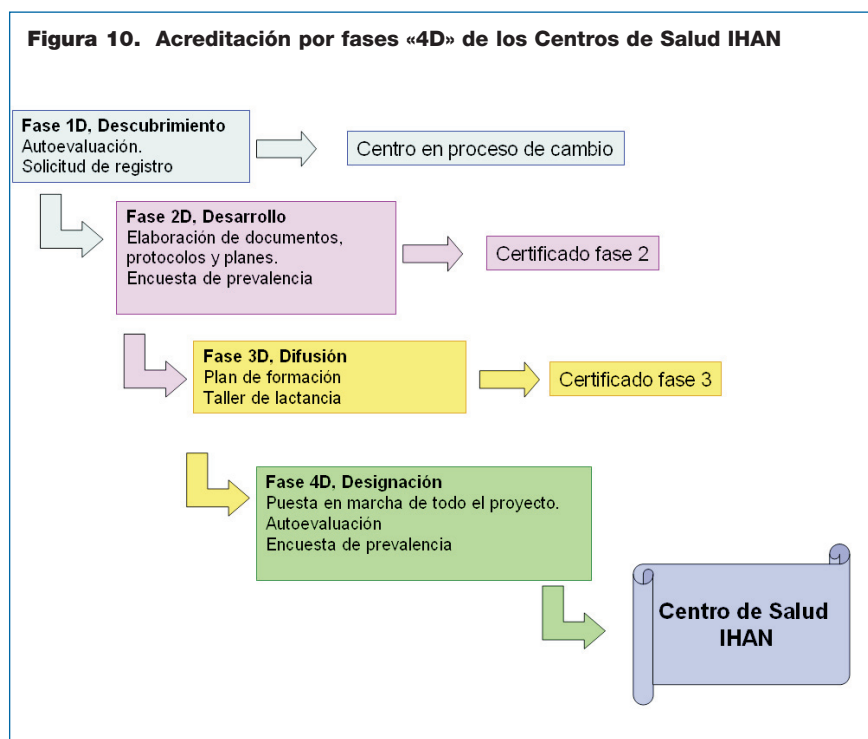 Figura 10. Acreditación por fases «4D» de los Centros de Salud IHAN
Fase 1D, Descubrimiento
Autoevaluación.
Solicitud de registro
Centro en proceso de cambio
Fase 2D, Desarrollo
Elaboración de documentos,
protocolos y planes.
Encuesta de prevalencia
Certificado fase 2
Fase 3D, Difusión
Plan de formación
Taller de lactancia
Certificado fase 3
Fase 4D, Designación
Puesta en marcha de todo el proyecto.
Autoevaluación
Encuesta de prevalencia
Centro de Salud
IHAN